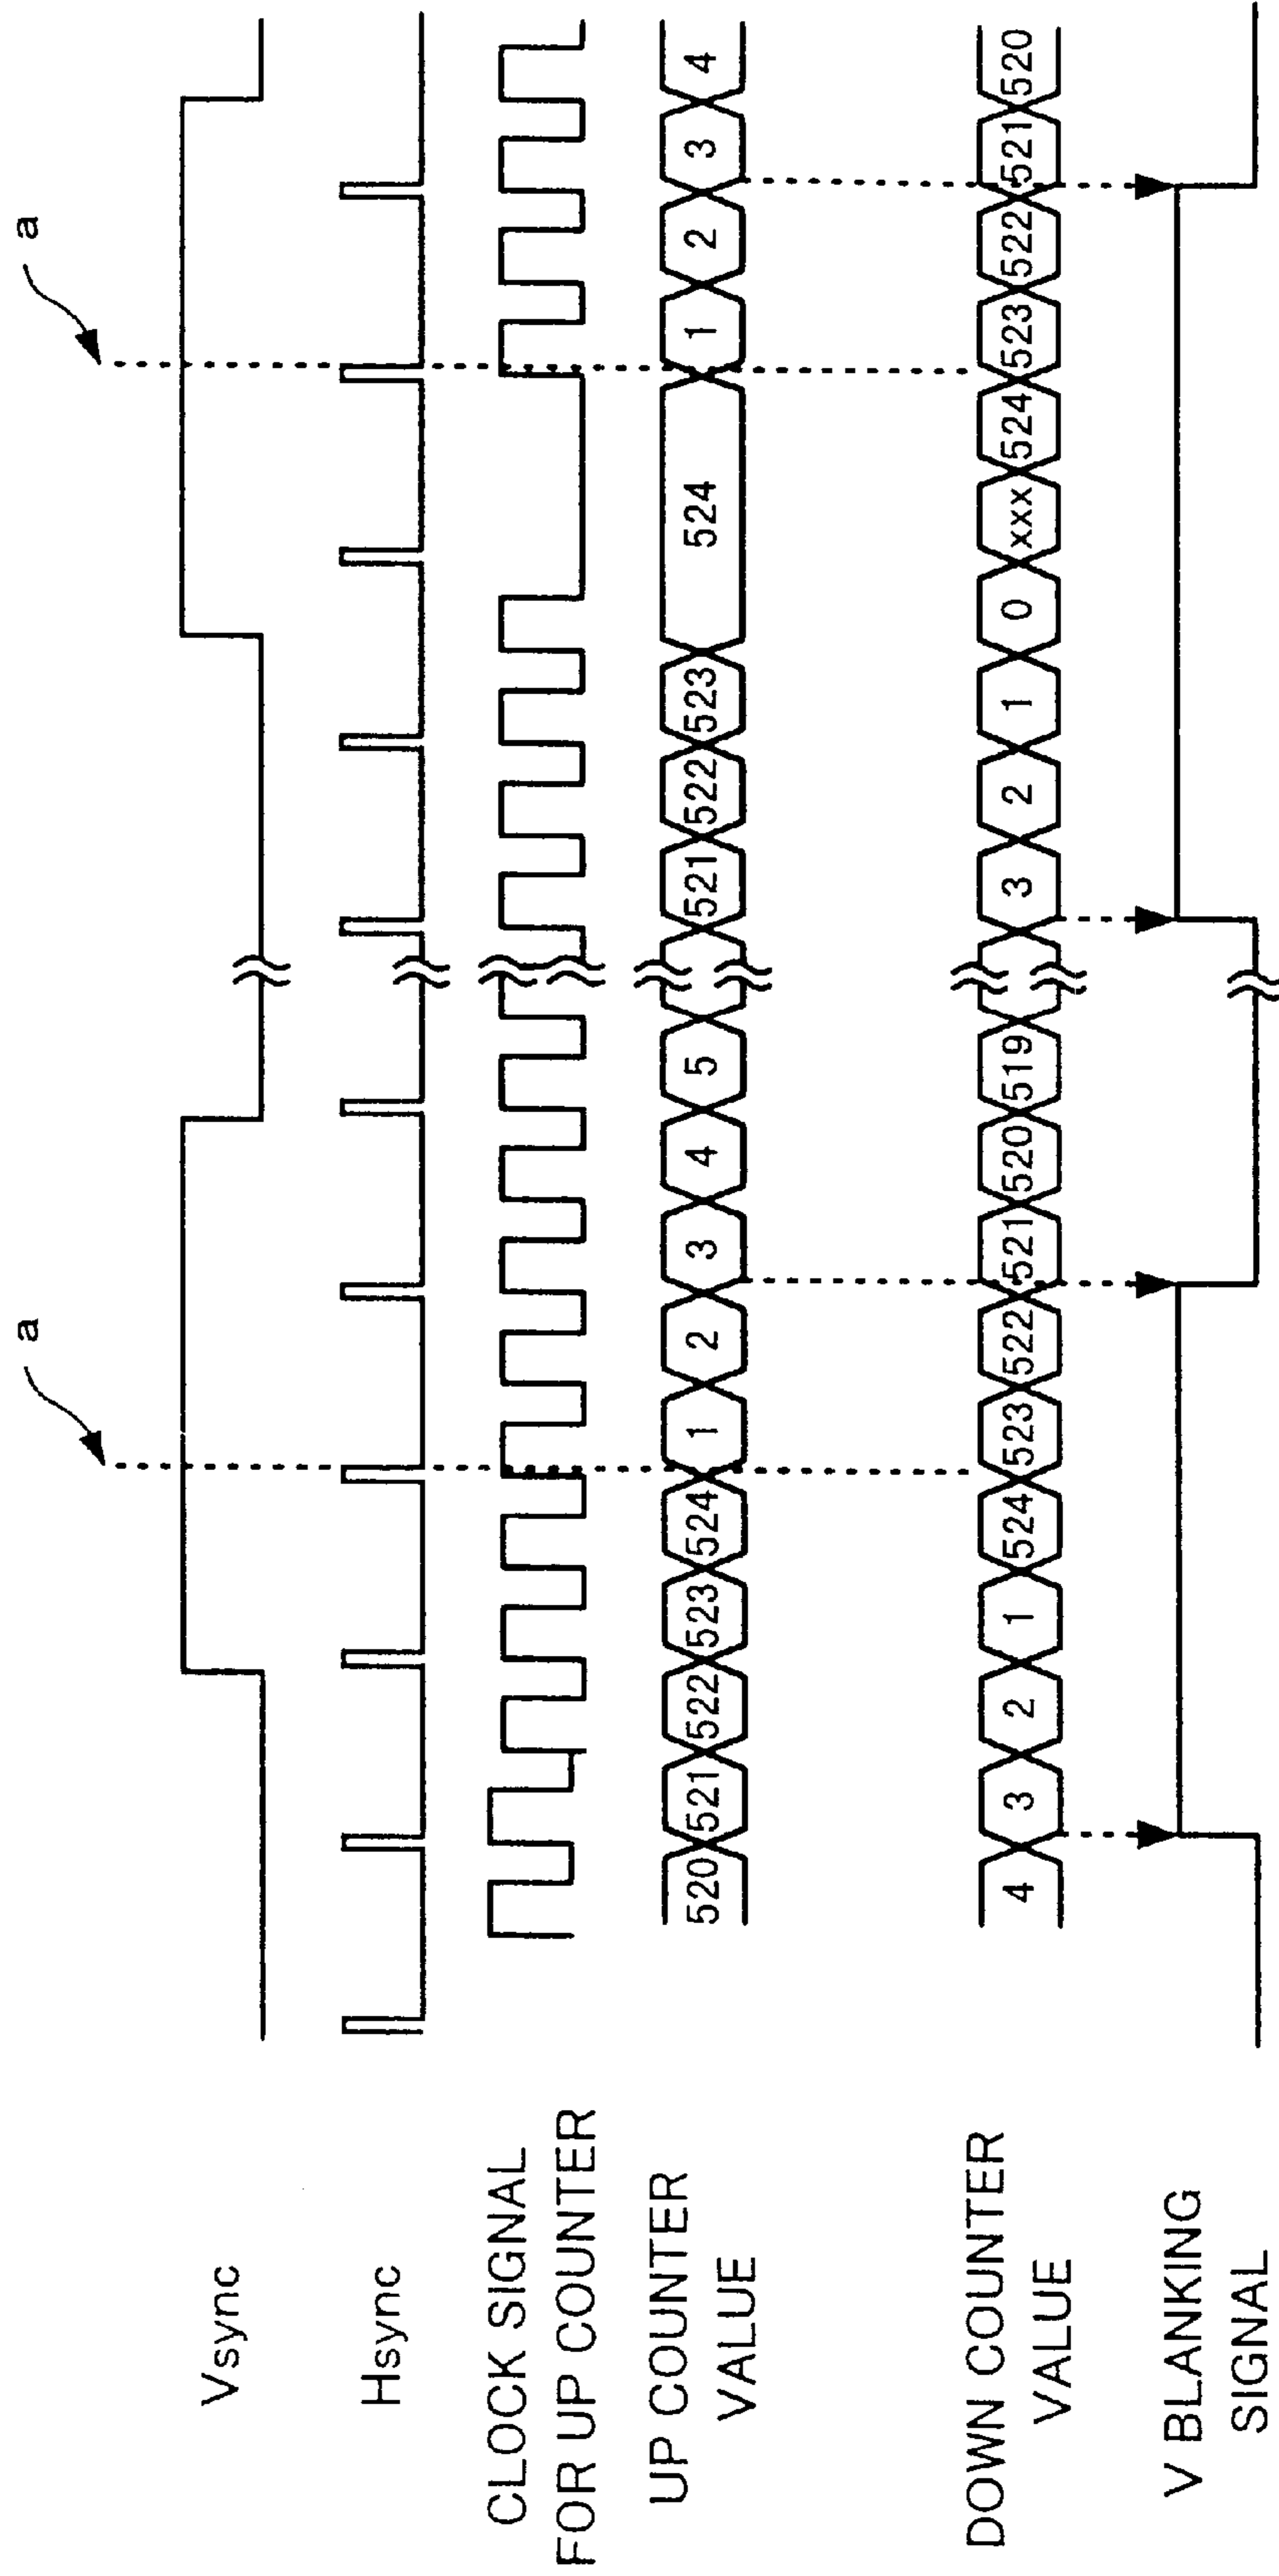 a
a
Vsync
Hsync
CLOCK SIGNAL
FOR UP COUNTER
UP COUNTER
VALUE
520 521 522 523 524 1 2 3 4 5 521 522 523 524 1 2 3 4
DOWN COUNTER
VALUE
4 3 2 1 524 523 522 521 520 519 3 2 1 0 xxx 524 523 522 521 520
V BLANKING
SIGNAL